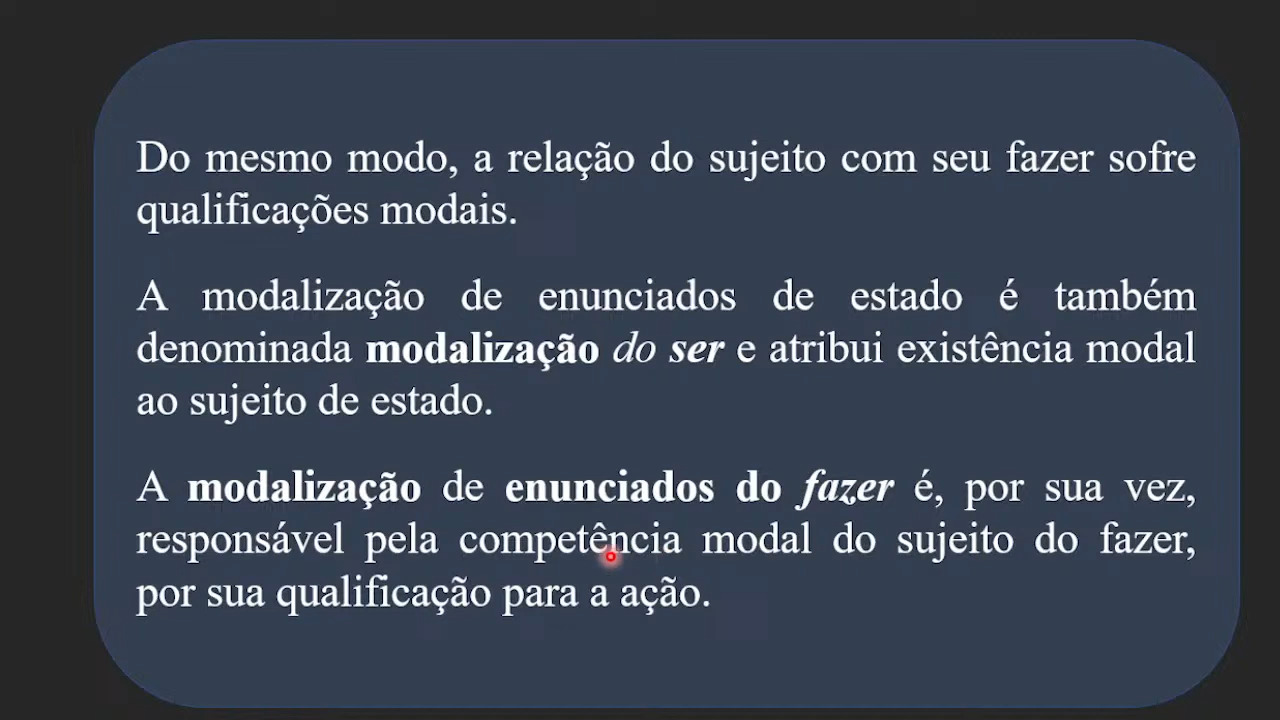 Do mesmo modo, a relação do sujeito com seu fazer sofre
qualificações modais.
A modalização de enunciados de estado é também
denominada modalização do ser e atribui existência modal
ao sujeito de estado.
A modalização de enunciados do fazer é, por sua vez,
responsável pela competência modal do sujeito do fazer,
por sua qualificação para a ação.